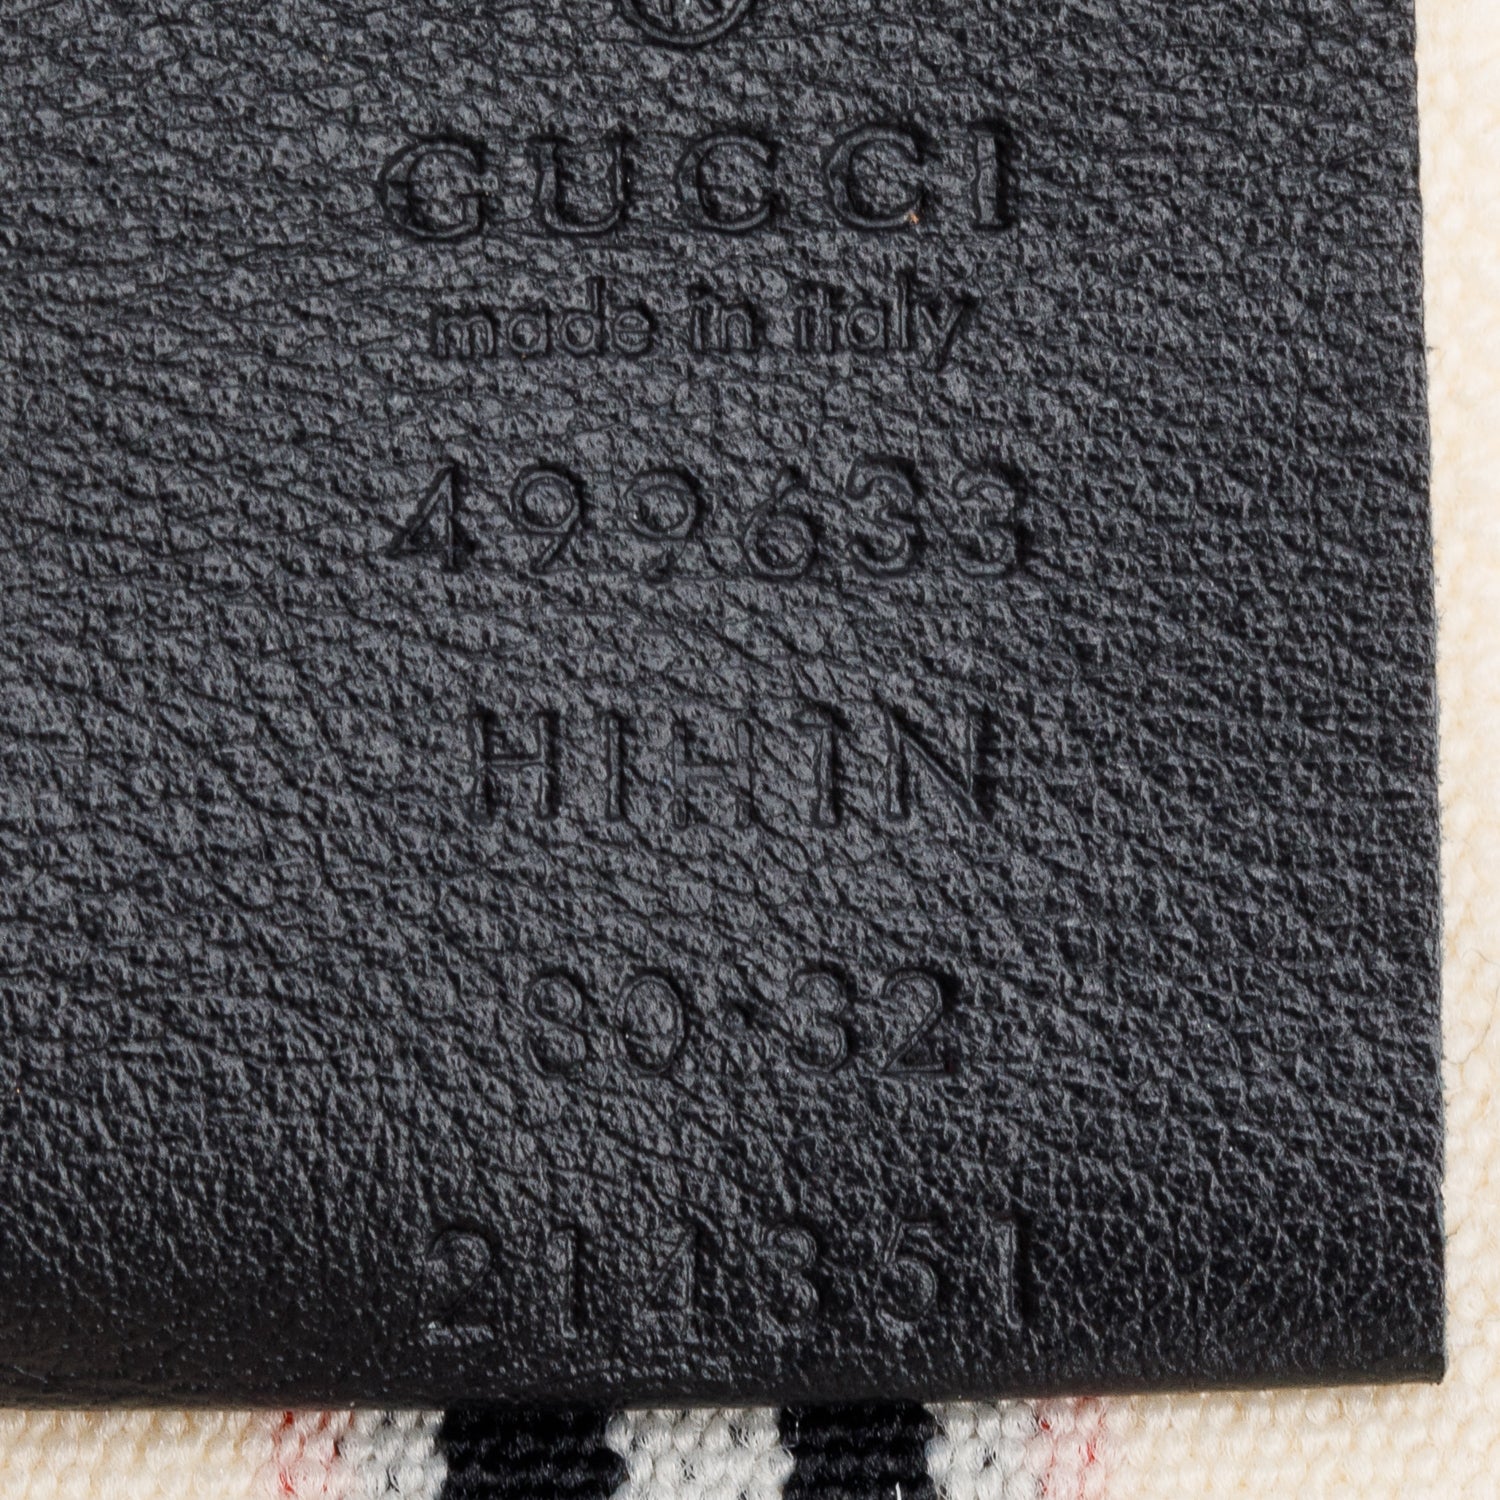 GUCCI
made in italy
499633
HIH1N
80·32
214351